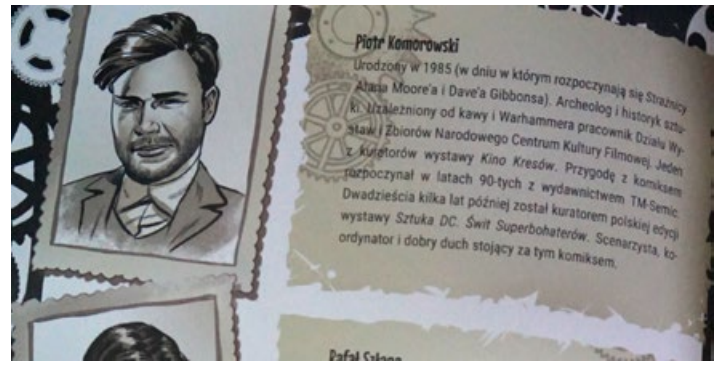 Piotr Komorowski
Urodzony w 1985 (w dniu w którym rozpoczynają się Strażnicy
Alana Moore'a i Dave'a Gibbonsa). Archeolog i historyk sztu-
ki. Uzależniony od kawy i Warhammera pracownik Działu Wy-
staw i Zbiorów Narodowego Centrum Kultury Filmowej. Jeden
z kuratorów wystawy Kino Kresów. Przygodę z komiksem
rozpoczynał w latach 90-tych z wydawnictwem TM-Semic.
Dwadzieścia kilka lat później został kuratorem polskiej edycji
wystawy Sztuka DC. Świt Superbohaterów. Scenarzysta, ko-
ordynator i dobry duch stojący za tym komiksem.
Rafał Szłapa